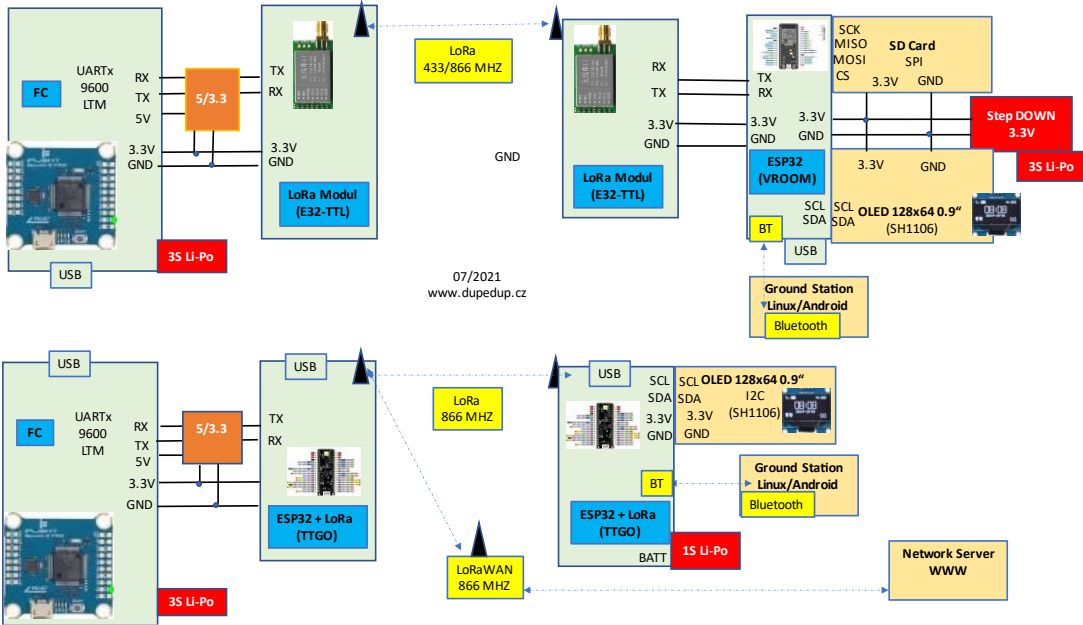 FC
UARTx
9600
LTM
RX
TX
5V
3.3V
GND
5/3.3
TX
RX
3.3V
GND
LoRa Modul
(E32-TTL)
3S Li-Po
USB
LoRa
433/866 MHZ
GND
07/2021
www.dupedup.cz
RX
TX
3.3V
GND
LoRa Modul
(E32-TTL)
TX
RX
3.3V
GND
3.3V
GND
ESP32
(VROOM)
SCL
SDA
BT
USB
SCK
MISO
MOSI
CS
SD Card
SPI
3.3V GND
Step DOWN
3.3V
3S Li-Po
3.3V GND
SCL
SDA
OLED 128x64 0.9“
(SH1106)
08:08
Ground Station
Linux/Android
Bluetooth
USB
FC
UARTx
9600
LTM
RX
TX
5V
3.3V
GND
5/3.3
3S Li-Po
USB
TX
RX
ESP32 + LoRa
(TTGO)
LoRa
866 MHZ
LoRaWAN
866 MHZ
USB
SCL
SDA
3.3V
GND
BT
ESP32 + LoRa
(TTGO)
BATT
1S Li-Po
SCL
SDA
3.3V
GND
OLED 128x64 0.9“
I2C
(SH1106)
08:08
Ground Station
Linux/Android
Bluetooth
Network Server
WWW